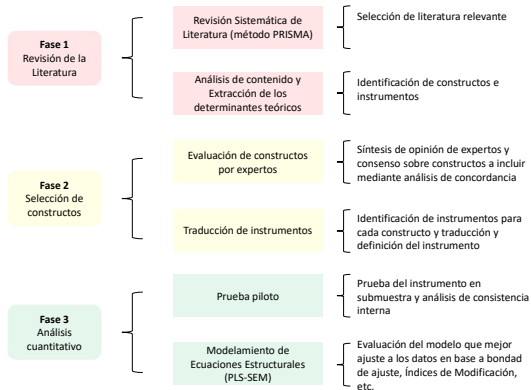 Fase 1
Revisión de la
Literatura
Revisión Sistemática de
Literatura (método PRISMA)
Selección de literatura relevante
Análisis de contenido y
Extracción de los
determinantes teóricos
Identificación de constructos e
instrumentos
Fase 2
Selección de
constructos
Evaluación de constructos
por expertos
Síntesis de opinión de expertos y
consenso sobre constructos a incluir
mediante análisis de concordancia
Traducción de instrumentos
Identificación de instrumentos para
cada constructo y traducción y
definición del instrumento
Fase 3
Análisis
cuantitativo
Prueba piloto
Prueba del instrumento en
submuestra y análisis de consistencia
interna
Modelamiento de
Ecuaciones Estructurales
(PLS-SEM)
Evaluación del modelo que mejor
ajuste a los datos en base a bondad
de ajuste, Índices de Modificación,
etc.